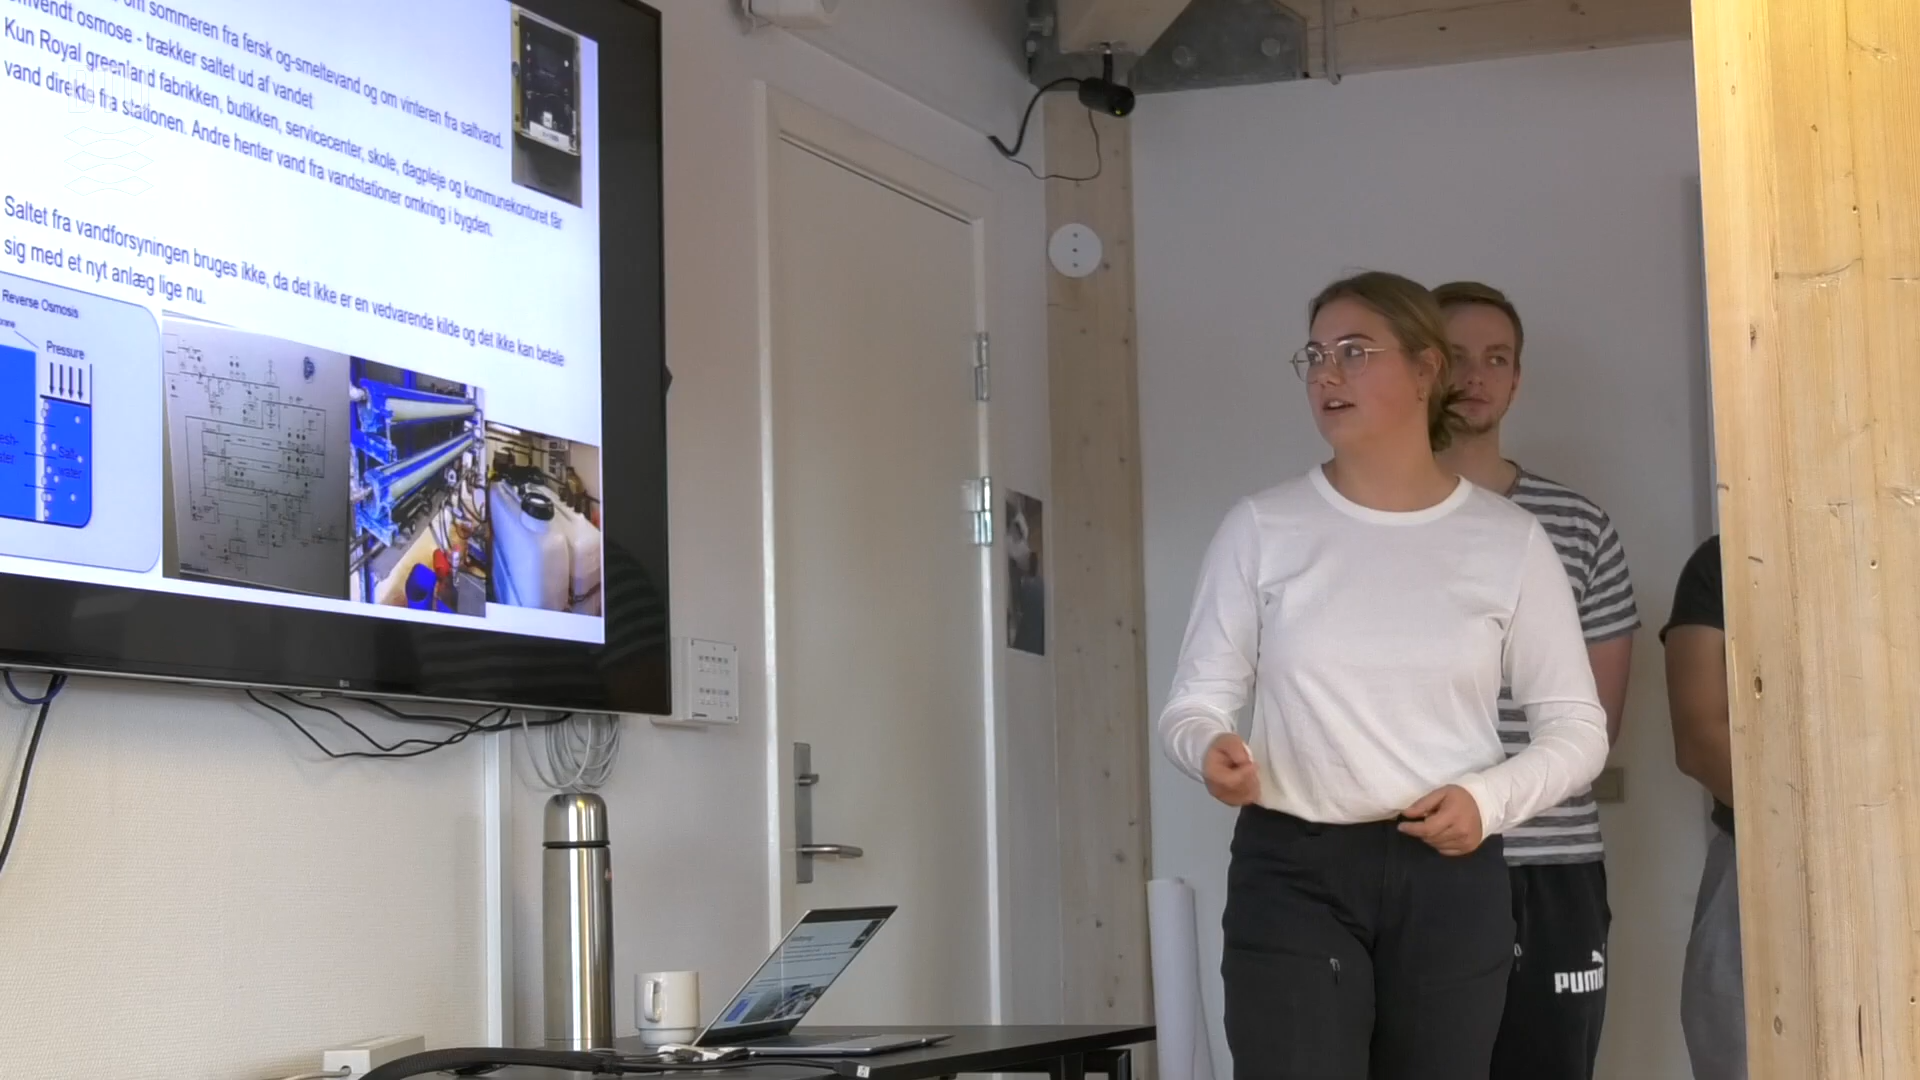 om sommeren fra fersk og-smeltevand og om vinteren fra saltvand.
omvendt osmose - trækker saltet ud af vandet
Kun Royal greenland fabrikken, butikken, servicecenter, skole, dagpleje og kommunekontoret får
vand direkte fra stationen. Andre henter vand fra vandstationer omkring i bygden.
Saltet fra vandforsyningen bruges ikke, da det ikke er en vedvarende kilde og det ikke kan betale
sig med et nyt anlæg lige nu.
Reverse Osmosis
Pressure
Salt
water
PUMA